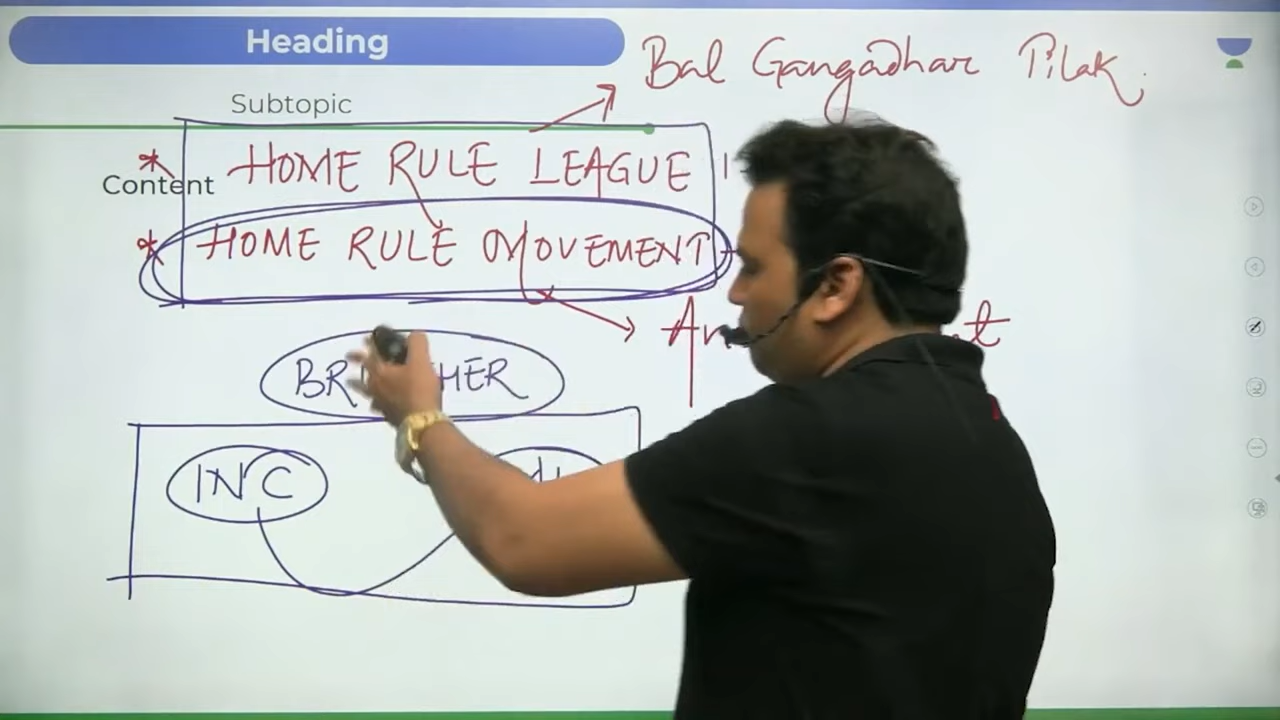 Heading
Bal Gangadhar Tilak.
Subtopic
* HOME RULE LEAGUE
Content
* HOME RULE MOVEMENT
INC